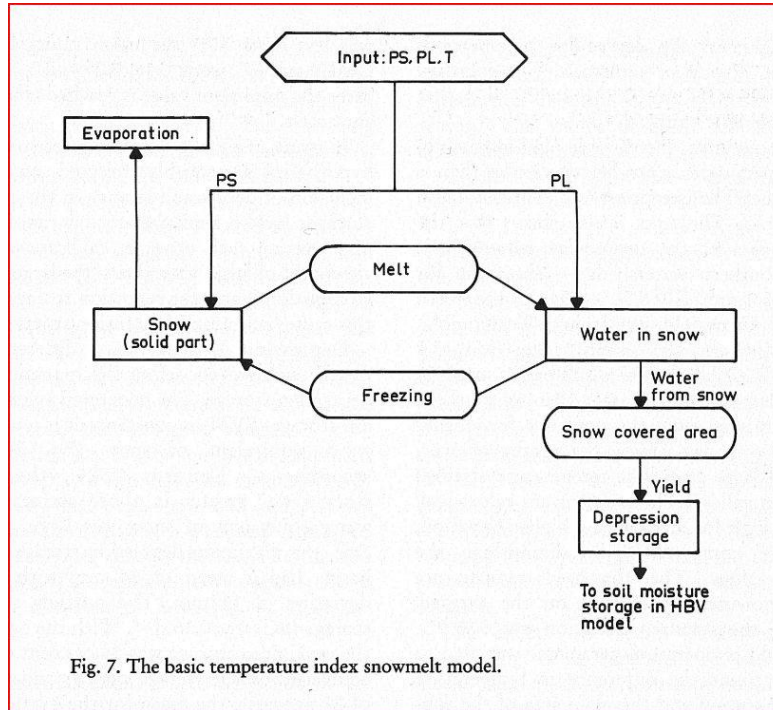 Input: PS, PL, T
Evaporation
PS
PL
Melt
Snow
(solid part)
Water in snow
Freezing
Water
from snow
Snow covered area
Yield
Depression
storage
To soil moisture
storage in HBV
model
Fig. 7. The basic temperature index snowmelt model.